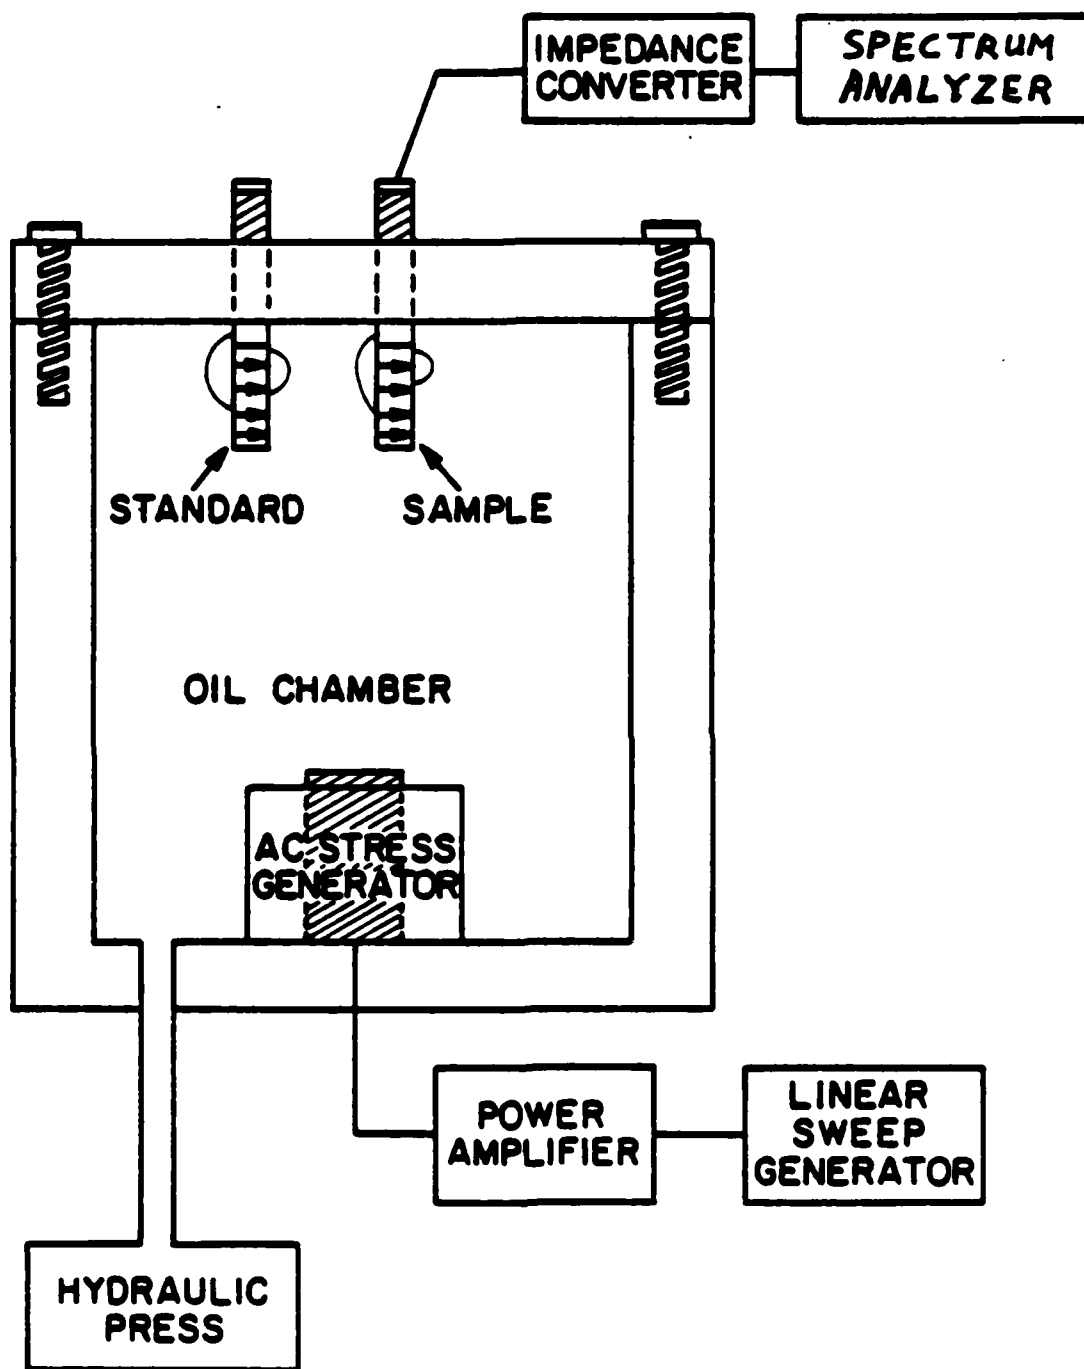 IMPEDANCE
CONVERTER
SPECTRUM
ANALYZER
STANDARD
SAMPLE
OIL CHAMBER
AC STRESS
GENERATOR
POWER
AMPLIFIER
LINEAR
SWEEP
GENERATOR
HYDRAULIC
PRESS